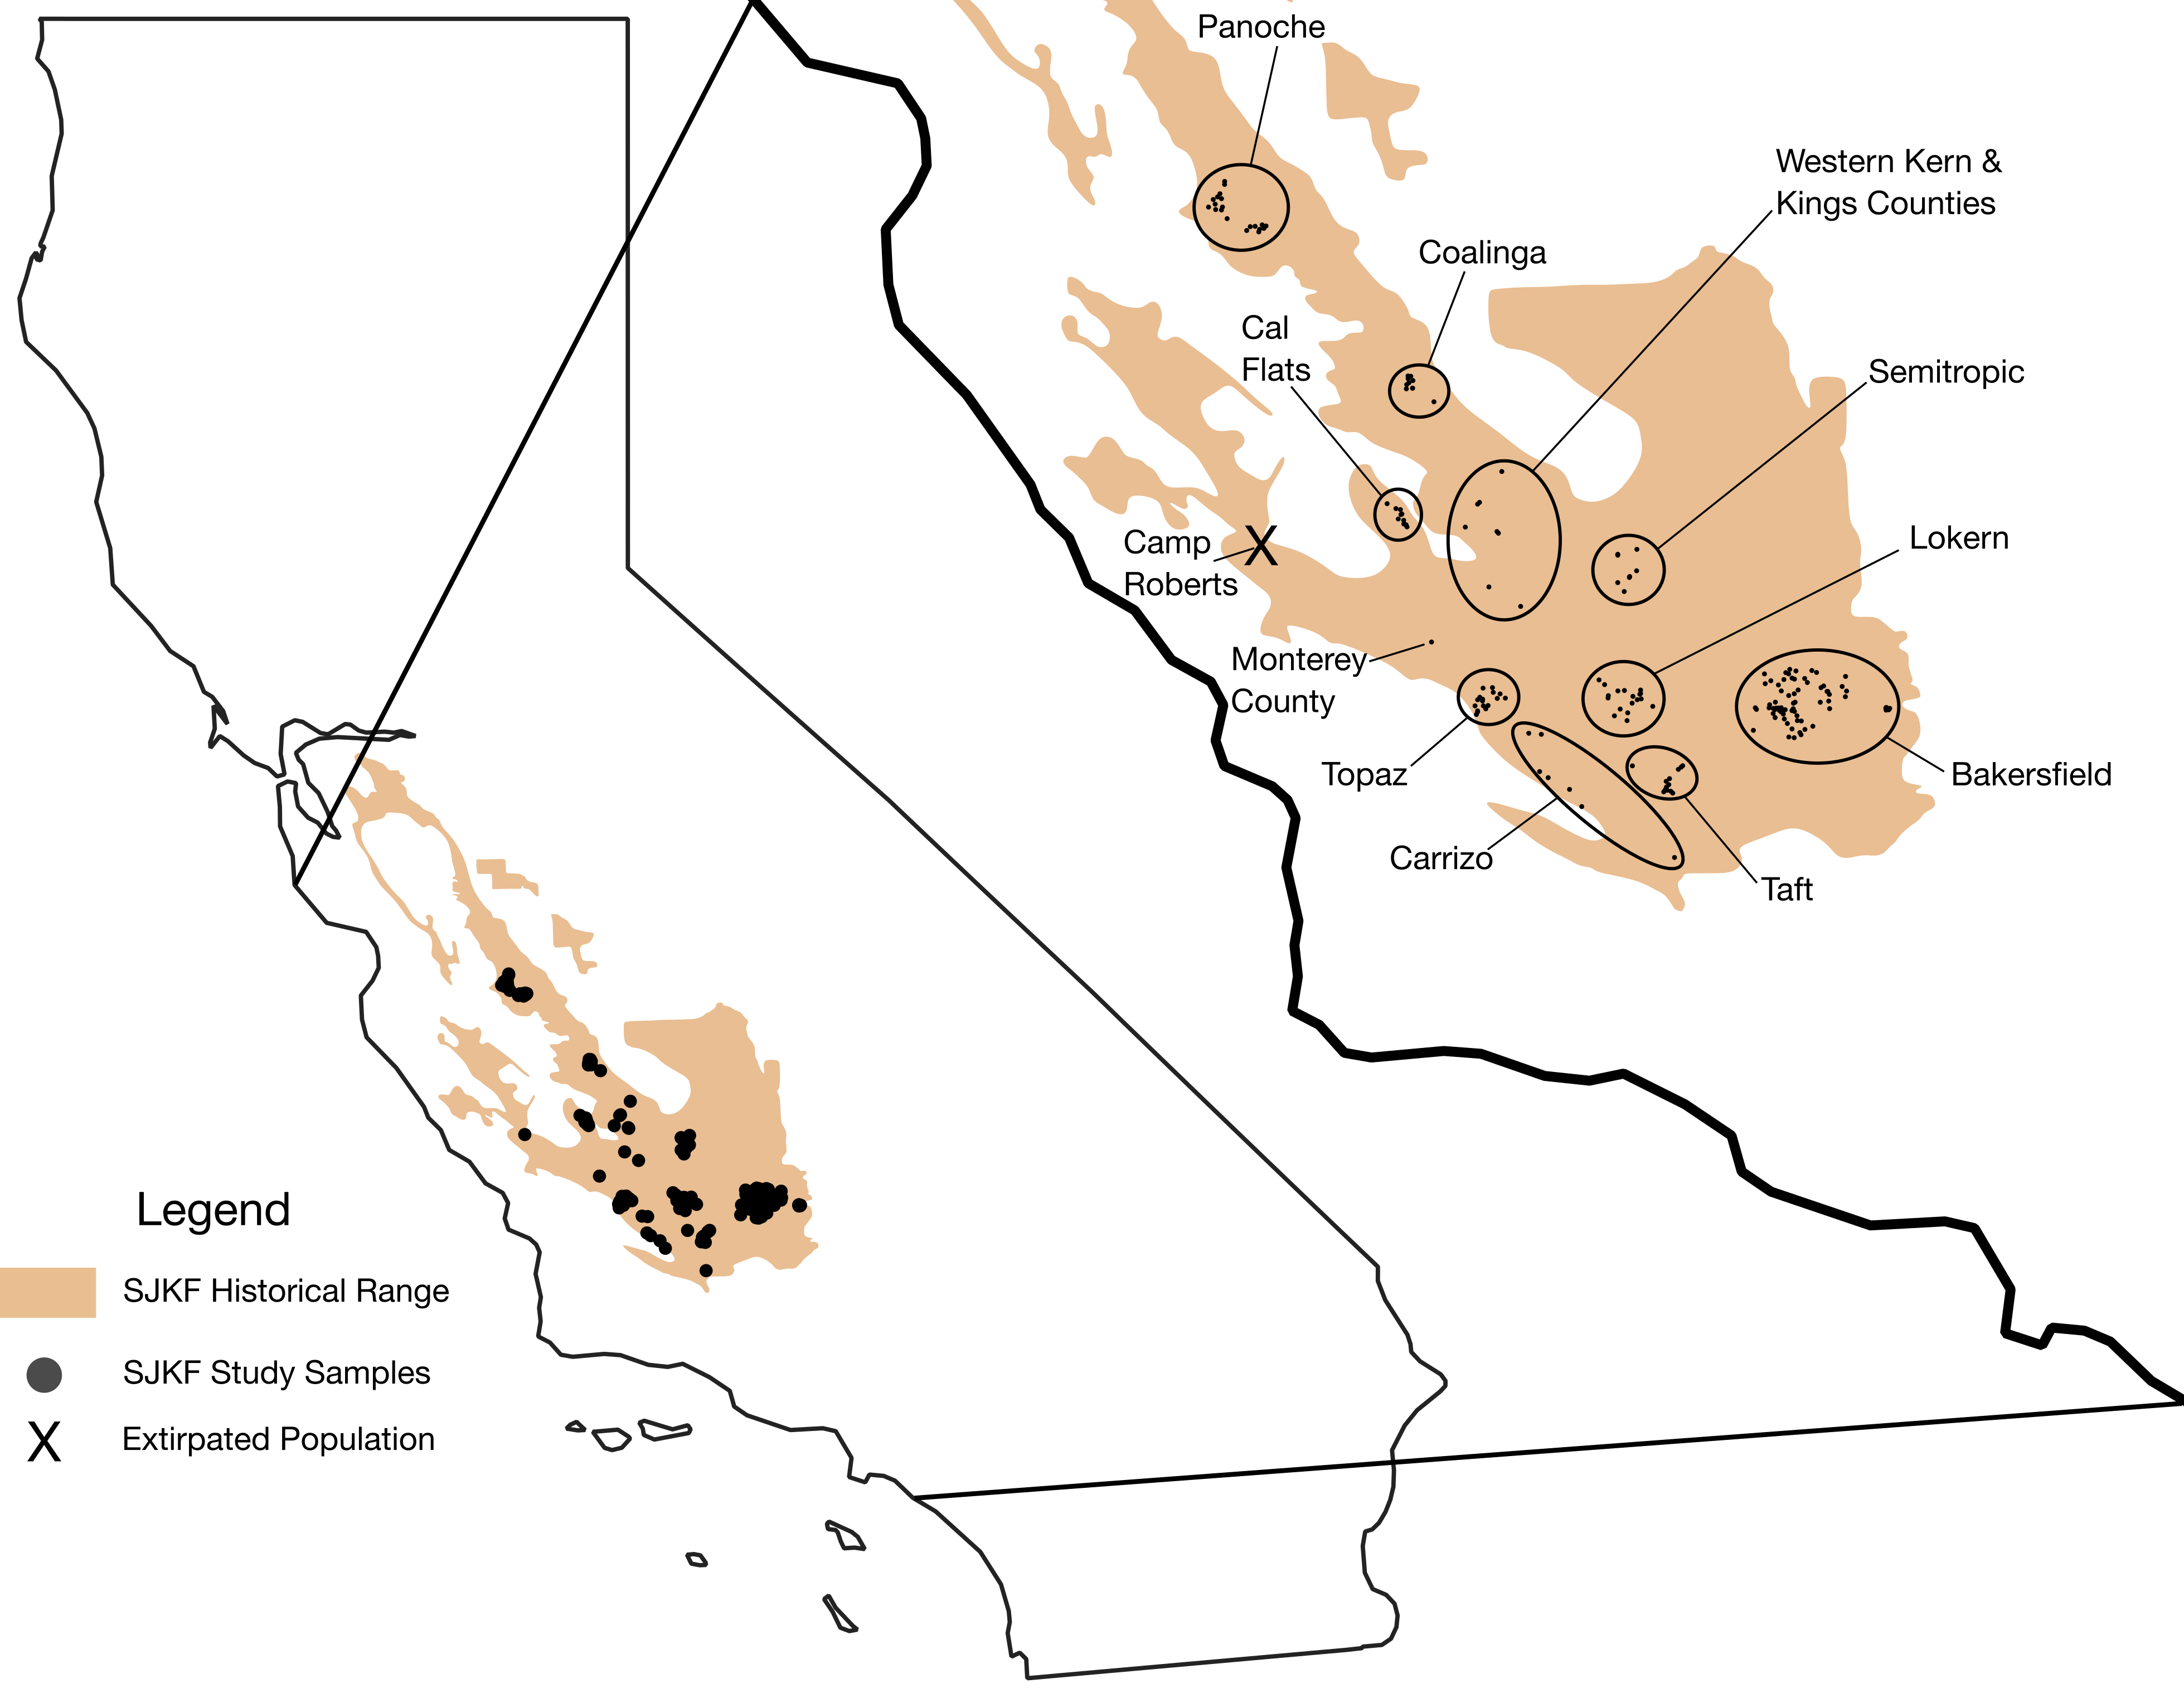 Panoche
Western Kern &
Kings Counties
Coalinga
Cal
Flats
Semitropic
Camp
Roberts
Lokern
Monterey
County
Topaz
Bakersfield
Carrizo
Taft
Legend
SJKF Historical Range
SJKF Study Samples
X
Extirpated Population
X